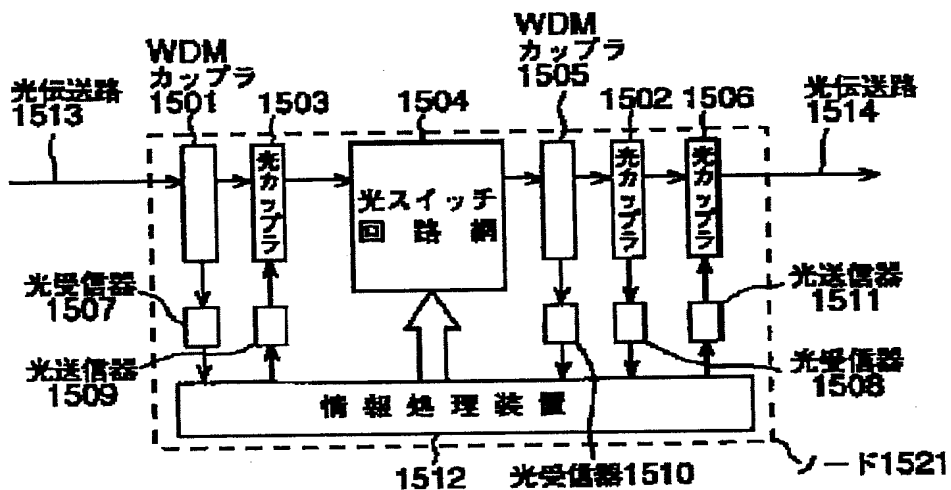 WDM
カップラ
1501
WDM
カップラ
1505
光伝送路
1513
1503
1504
1502
1506
光伝送路
1514
光カップラ
光スイッチ
回路網
光カップラ
光カップラ
光受信器
1507
光送信器
1511
光送信器
1509
光受信器
1508
情報処理装置
1512
光受信器1510
ノード1521